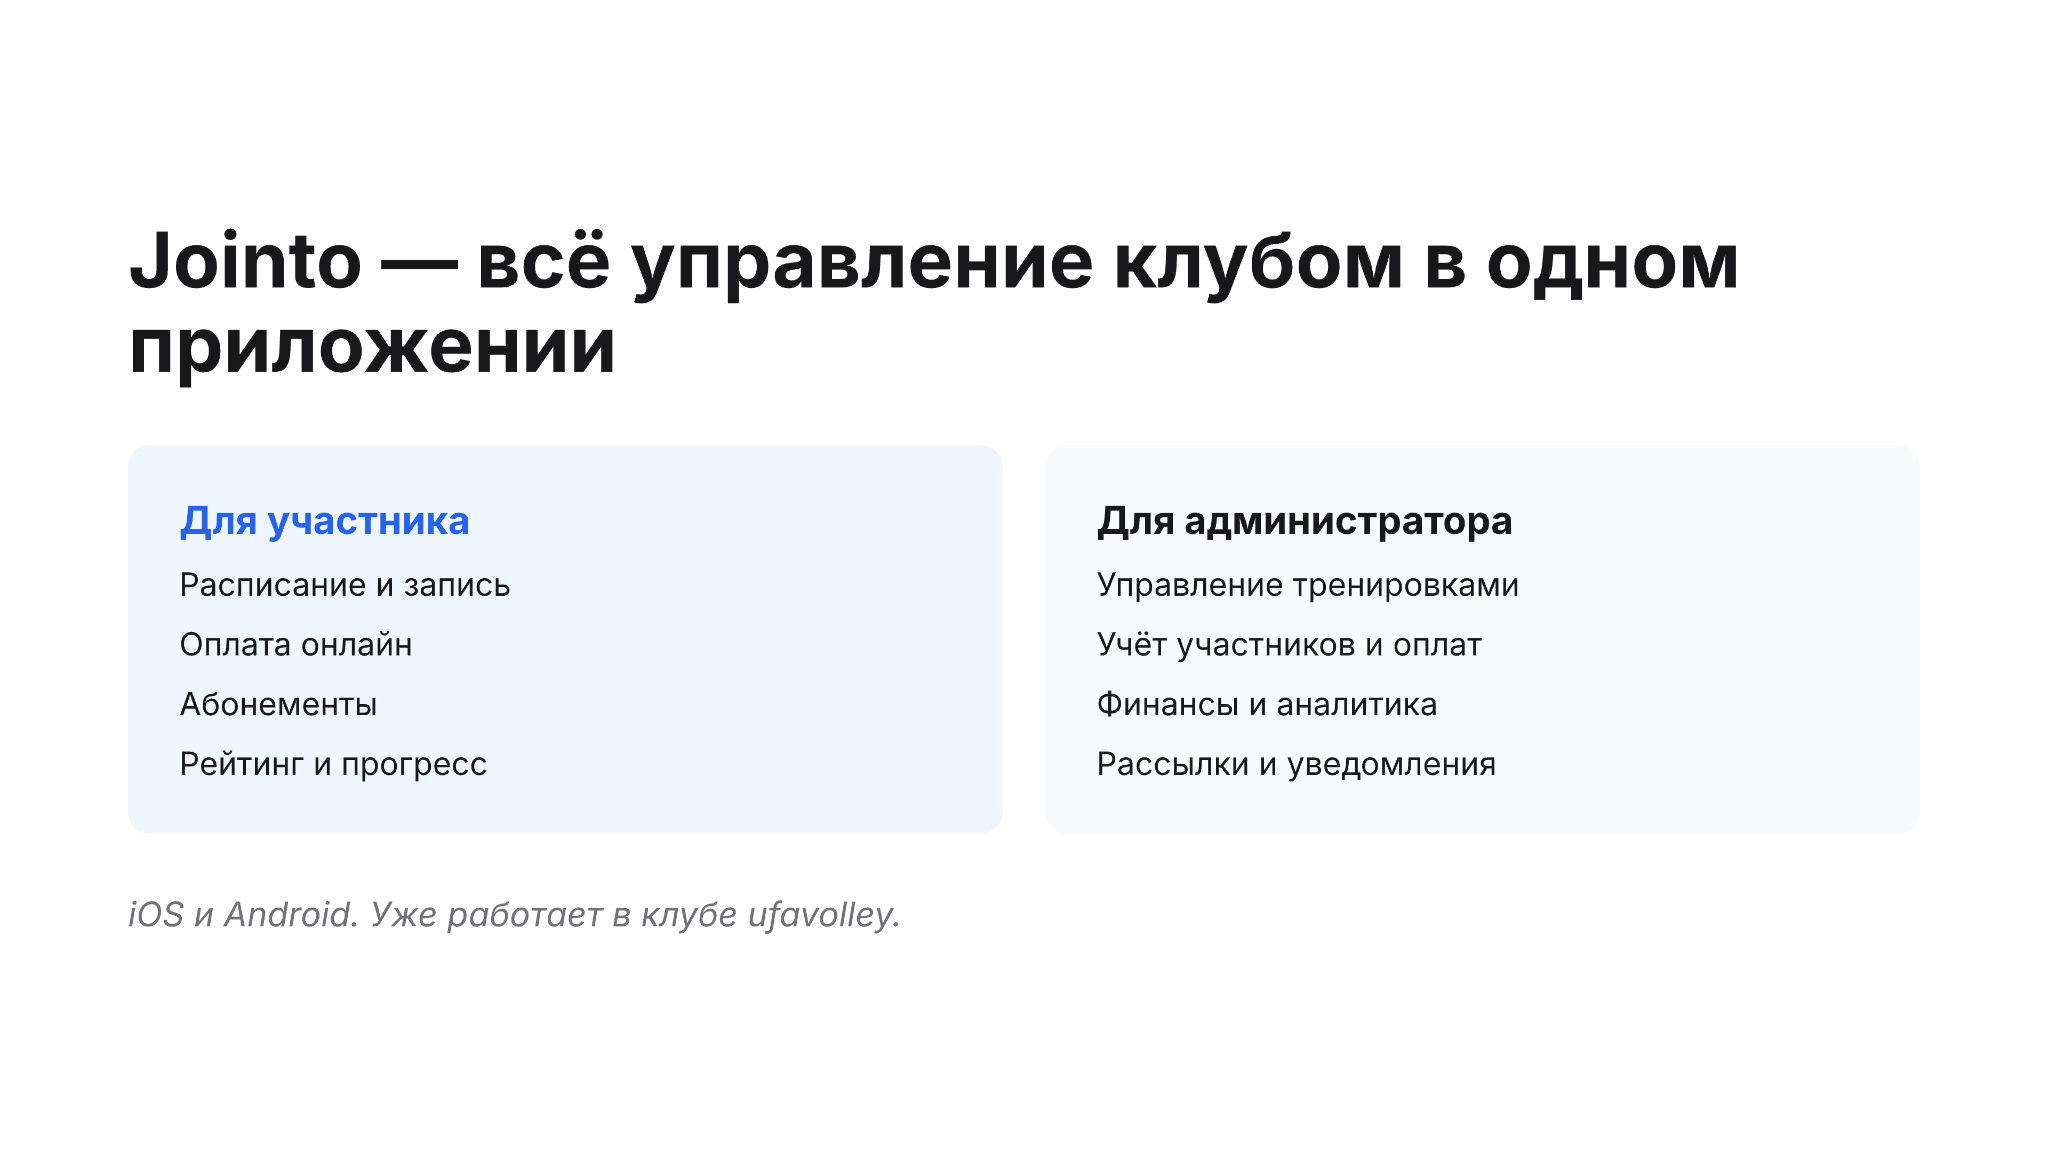 Jointo — всё управление клубом в одном
приложении
Для участника
Расписание и запись
Оплата онлайн
Абонементы
Рейтинг и прогресс
Для администратора
Управление тренировками
Учёт участников и оплат
Финансы и аналитика
Рассылки и уведомления
iOS и Android. Уже работает в клубе ufavolley.